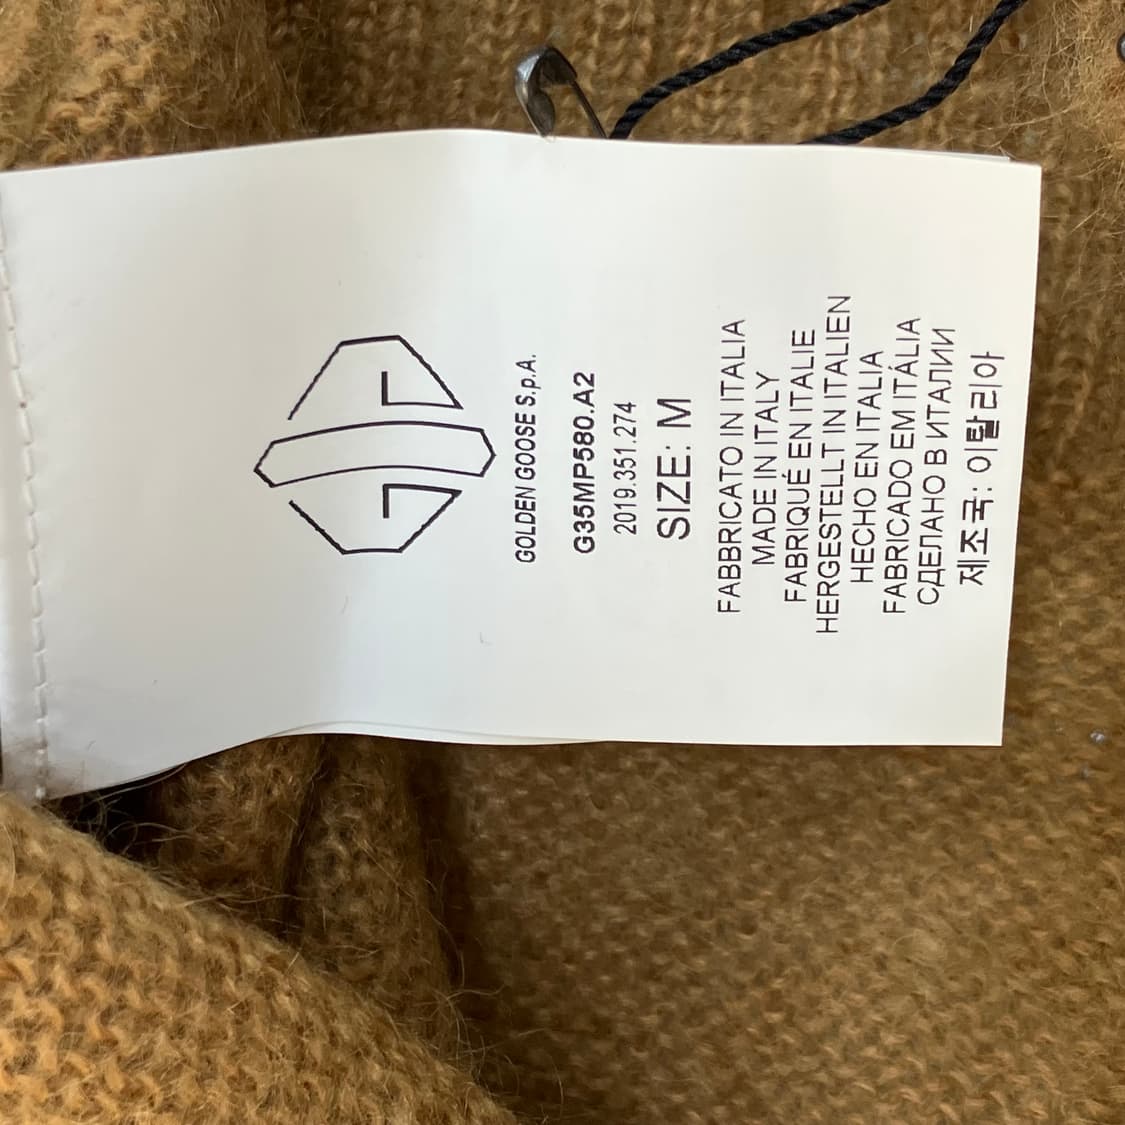 GOLDEN GOOSE S.p.A.
G35MP580.A2
2019.351.274
SIZE: M
FABBRICATO IN ITALIA
MADE IN ITALY
FABRIQUÉ EN ITALIE
HERGESTELLT IN ITALIEN
HECHO EN ITALIA
FABRICADO EM ITÁLIA
СДЕЛАНО В ИТАЛИИ
제조국: 이탈리아